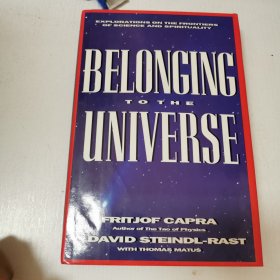 EXPLORATIONS ON THE FRONTIERS
OF SCIENCE AND SPIRITUALITY
BELONGING
TO THE
UNIVERSE
FRITJOF CAPRA
Author of The Tao of Physics
DAVID STEINDL-RAST
WITH THOMAS MATUS